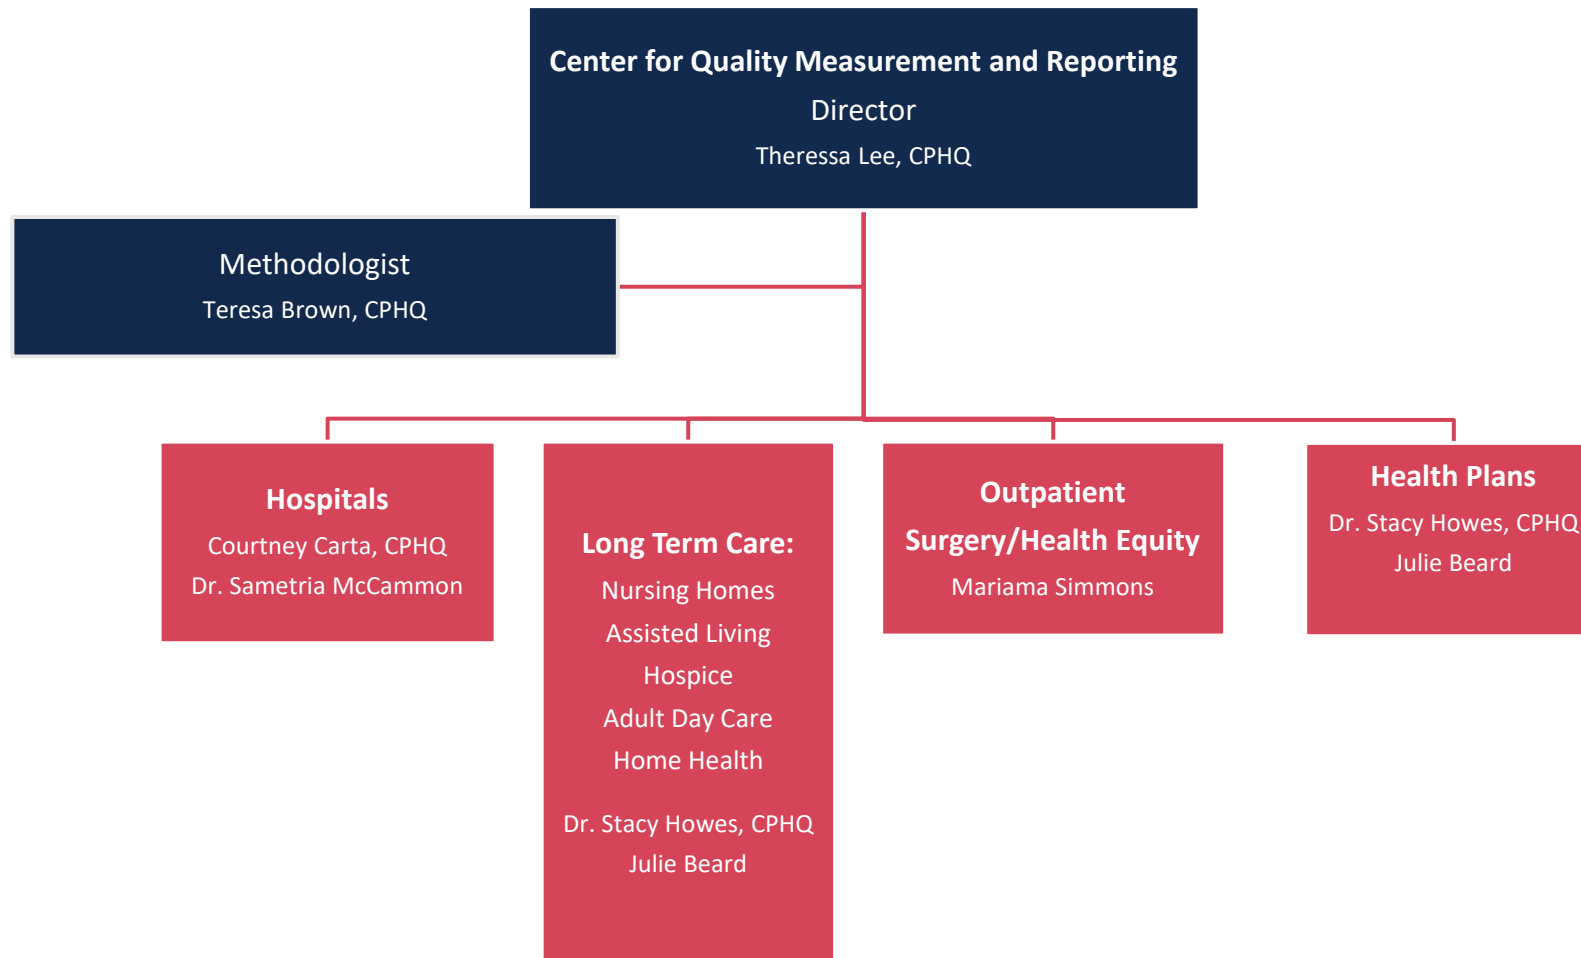 Center for Quality Measurement and Reporting
Director
Theressa Lee, CPHQ
Methodologist
Teresa Brown, CPHQ
Hospitals
Courtney Carta, CPHQ
Dr. Sametria McCammon
Long Term Care:
Nursing Homes
Assisted Living
Hospice
Adult Day Care
Home Health
Dr. Stacy Howes, CPHQ
Julie Beard
Outpatient
Surgery/Health Equity
Mariama Simmons
Health Plans
Dr. Stacy Howes, CPHQ
Julie Beard